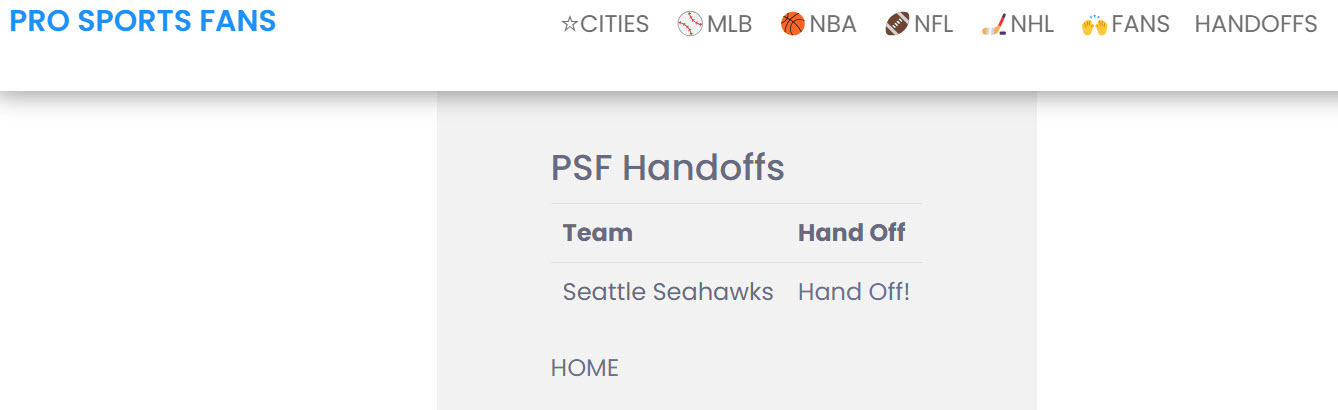 PRO SPORTS FANS ☆CITIES ⚾MLB 🏀NBA 🏈NFL 🏒NHL 🙌FANS HANDOFFS
PSF Handoffs
Team Hand Off
Seattle Seahawks Hand Off!
HOME